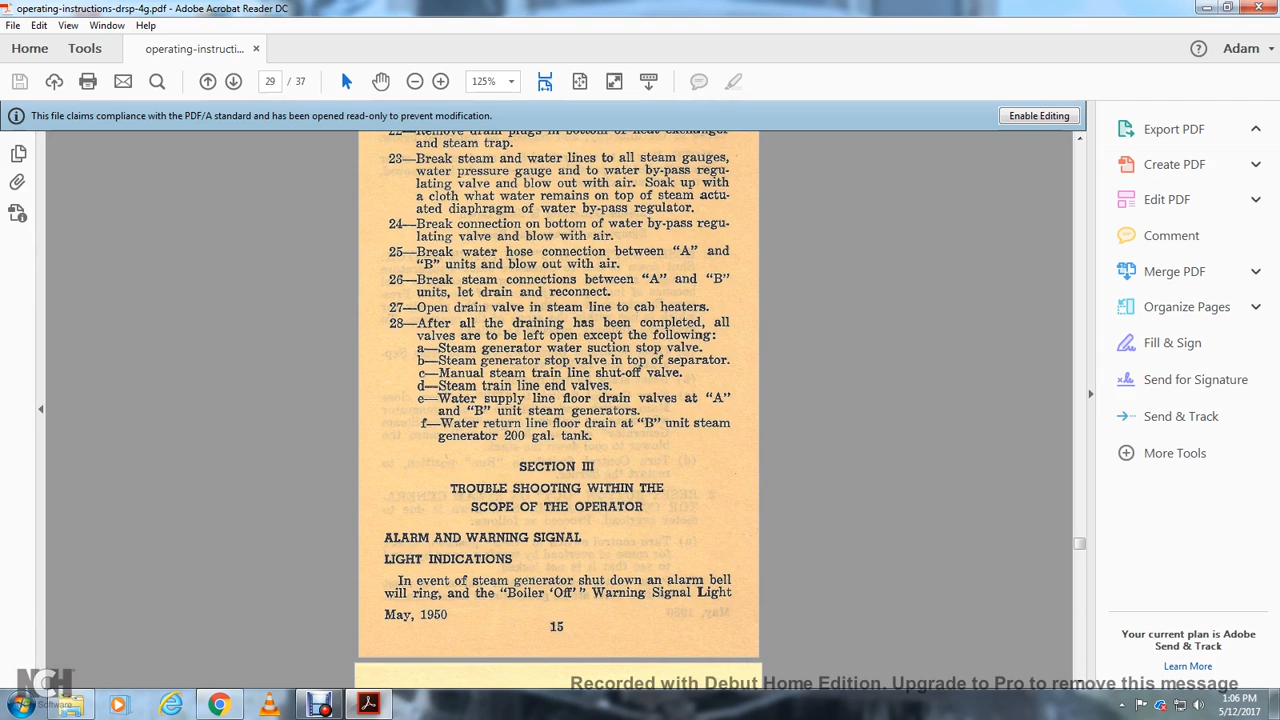 operating-instructions-drsp-4g.pdf - Adobe Acrobat Reader DC
File Edit View Window Help
Home Tools operating-instructi... ×
? Adam
29 / 37 125%
This file claims compliance with the PDF/A standard and has been opened read-only to prevent modification.
Enable Editing
22—Remove drain plugs in bottom of heat exchanger
and steam trap.
23—Break steam and water lines to all steam gauges,
water pressure gauge and to water by-pass regu-
lating valve and blow out with air. Soak up with
a cloth what water remains on top of steam actu-
ated diaphragm of water by-pass regulator.
24—Break connection on bottom of water by-pass regu-
lating valve and blow with air.
25—Break water hose connection between “A” and
“B” units and blow out with air.
26—Break steam connections between “A” and “B”
units, let drain and reconnect.
27—Open drain valve in steam line to cab heaters.
28—After all the draining has been completed, all
valves are to be left open except the following:
a—Steam generator water suction stop valve.
b—Steam generator stop valve in top of separator.
c—Manual steam train line shut-off valve.
d—Steam train line end valves.
e—Water supply line floor drain valves at “A”
and “B” unit steam generators.
f—Water return line floor drain at “B” unit steam
generator 200 gal. tank.
SECTION III
TROUBLE SHOOTING WITHIN THE
SCOPE OF THE OPERATOR
ALARM AND WARNING SIGNAL
LIGHT INDICATIONS
In event of steam generator shut down an alarm bell
will ring, and the “Boiler ‘Off’” Warning Signal Light
May, 1950
15
Export PDF
Create PDF
Edit PDF
Comment
Merge PDF
Organize Pages
Fill & Sign
Send for Signature
Send & Track
More Tools
Your current plan is Adobe
Send & Track
Learn More
NCH
Software
Recorded with Debut Home Edition. Upgrade to Pro to remove this message
1:06 PM
5/12/2017